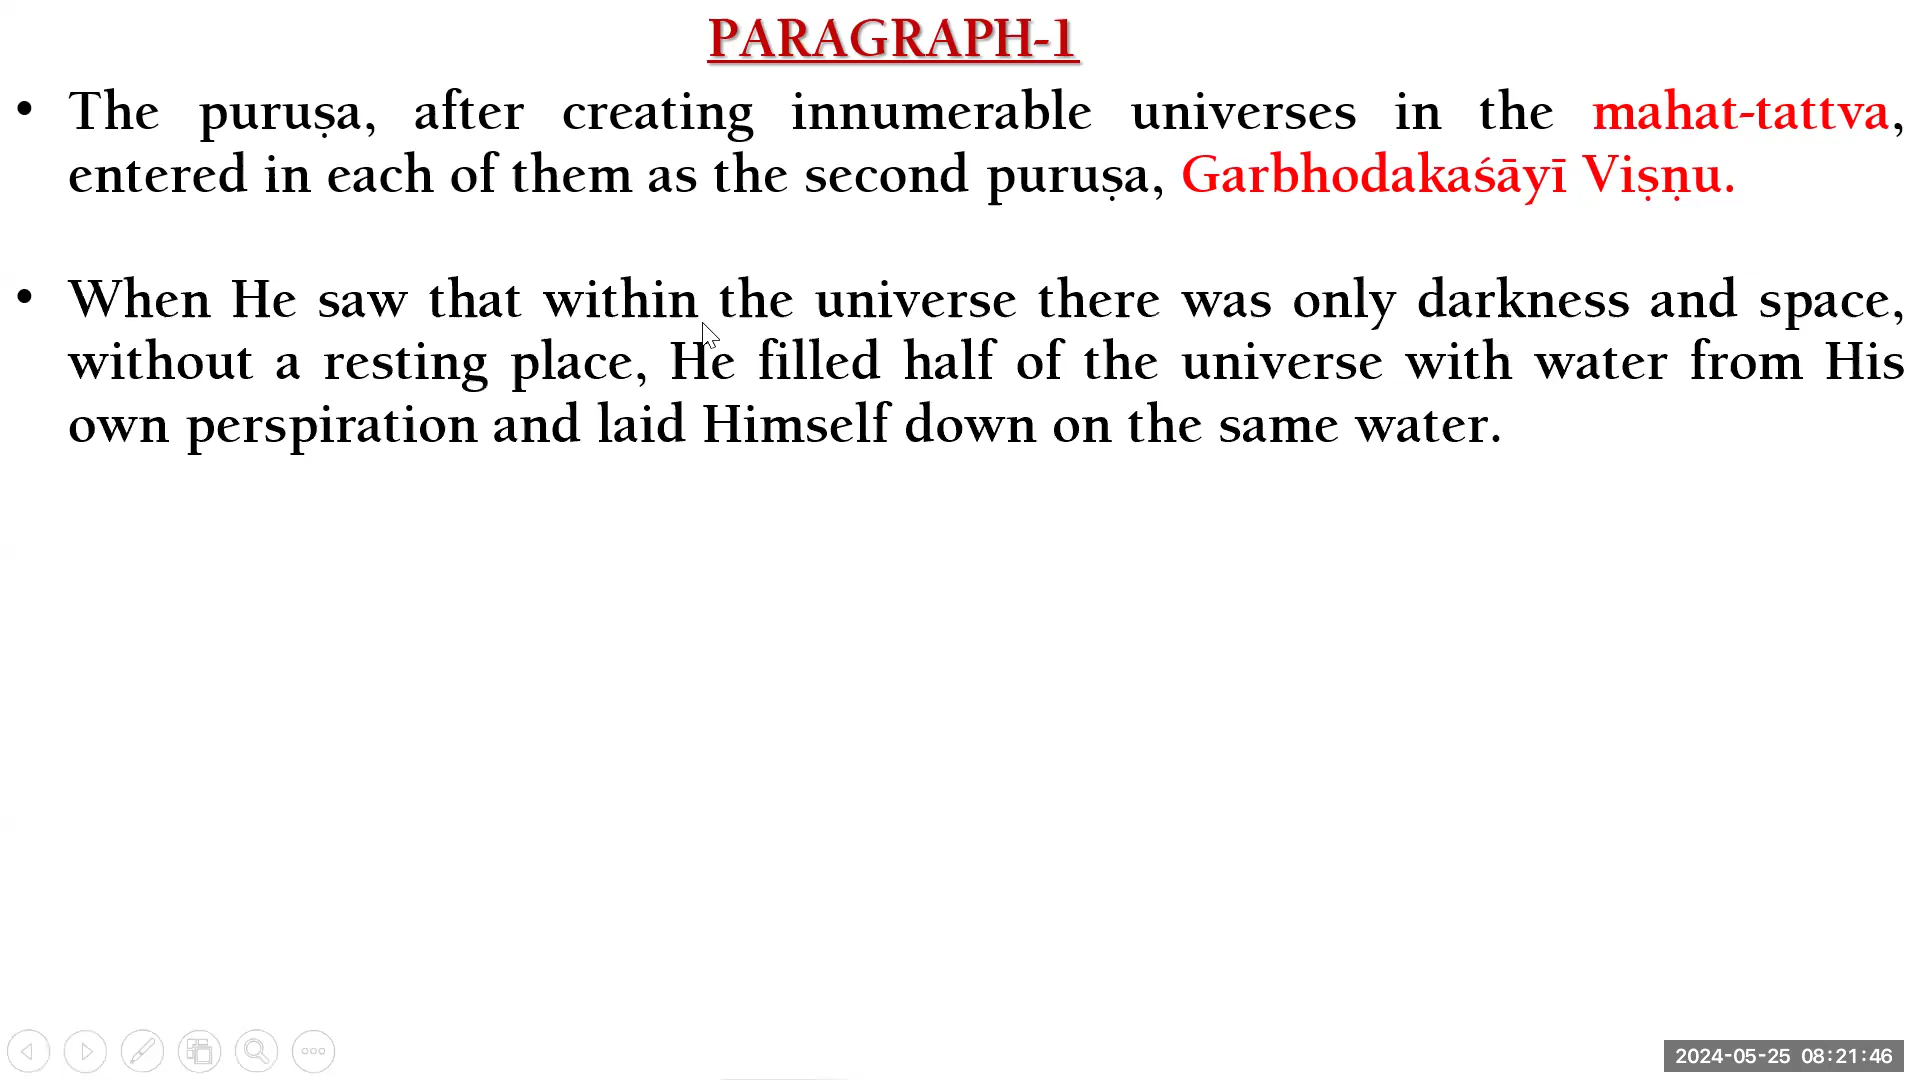 PARAGRAPH-1
• The puruṣa, after creating innumerable universes in the mahat-tattva,
entered in each of them as the second puruṣa, Garbhodakaśāyī Viṣṇu.
• When He saw that within the universe there was only darkness and space,
without a resting place, He filled half of the universe with water from His
own perspiration and laid Himself down on the same water.
2024-05-25 08:21:46